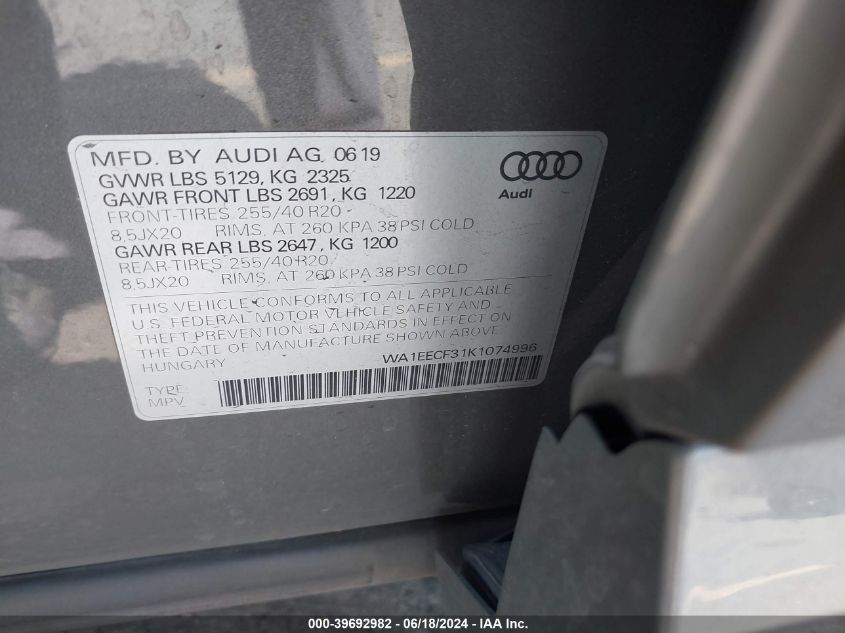 MFD. BY AUDI AG 06 19
GVWR LBS 5129, KG 2325
GAWR FRONT LBS 2691, KG 1220
FRONT-TIRES 255/40 R20
8,5JX20 RIMS, AT 260 KPA 38 PSI COLD
GAWR REAR LBS 2647, KG 1200
REAR-TIRES 255/40 R20
8,5JX20 RIMS, AT 260 KPA 38 PSI COLD
Audi
THIS VEHICLE CONFORMS TO ALL APPLICABLE
U.S. FEDERAL MOTOR VEHICLE SAFETY AND
THEFT PREVENTION STANDARDS IN EFFECT ON
THE DATE OF MANUFACTURE SHOWN ABOVE
HUNGARY
WA1EECF31K1074996
TYPE:
MPV
000-39692982 - 06/18/2024 - IAA Inc.